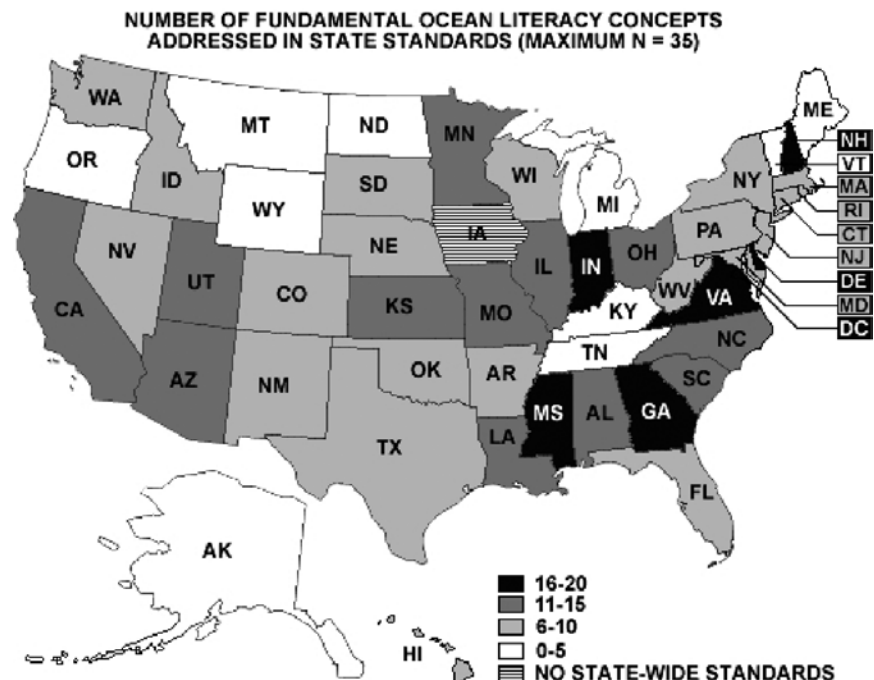 NUMBER OF FUNDAMENTAL OCEAN LITERACY CONCEPTS
ADDRESSED IN STATE STANDARDS (MAXIMUM N = 35)
WA
MT
ND
MN
ME
OR
ID
WY
SD
WI
MI
NY
NH
VT
MA
RI
CT
NJ
DE
MD
DC
NV
UT
CO
NE
IA
IL
IN
OH
PA
WV
VA
CA
AZ
NM
KS
MO
KY
TN
NC
SC
OK
AR
TX
LA
MS
AL
GA
FL
AK
HI
16-20
11-15
6-10
0-5
NO STATE-WIDE STANDARDS